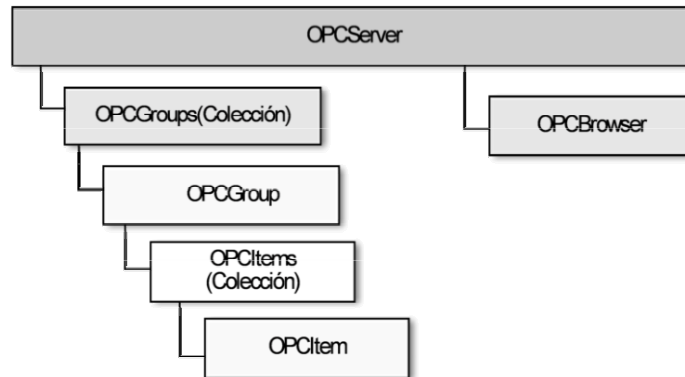 OPCServer
OPCGroups(Colección)
OPCBrowser
OPCGroup
OPCItems
(Colección)
OPCItem